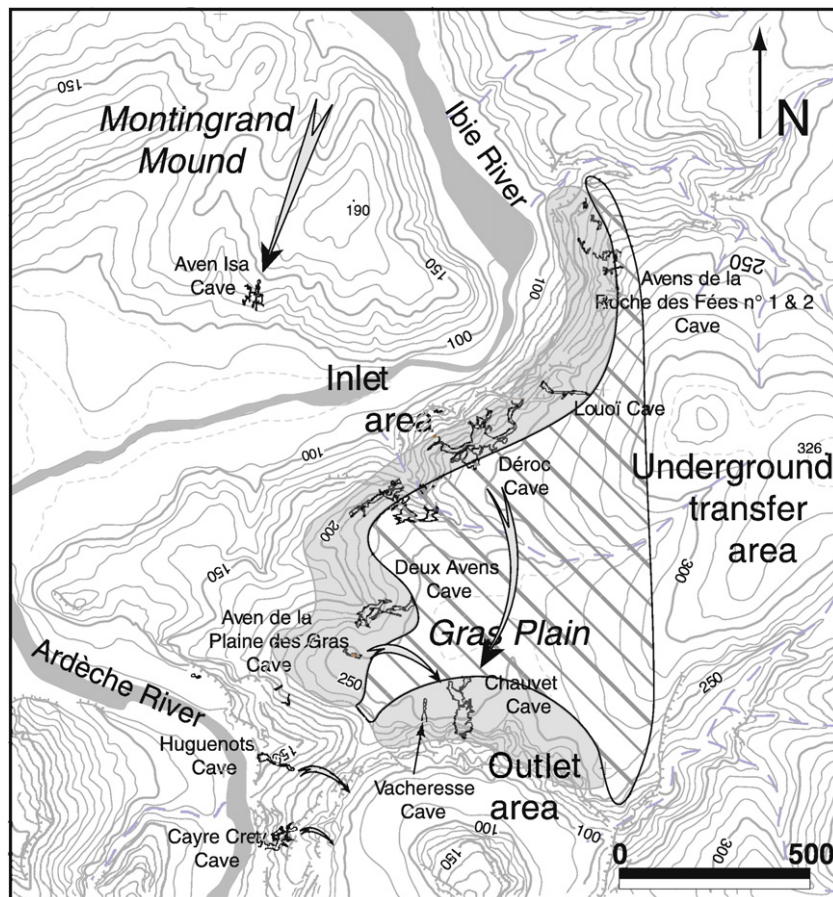 150
Montingrand
Mound
Ibie River
N
190
Aven Isa
Cave
150
100
250
Avens de la
Ruche des Fées n° 1 & 2
Cave
100
Inlet
area
Louoï Cave
100
Déroc
Cave
326
Underground
transfer
area
200
150
Deux Avens
Cave
300
Aven de la
Plaine des Gras
Cave
Gras Plain
Ardèche River
250
Chauvet
Cave
250
Huguenots
Cave
150
Vacheresse
Cave
Outlet
area
Cayre Cret
Cave
100
100
150
300
0
500